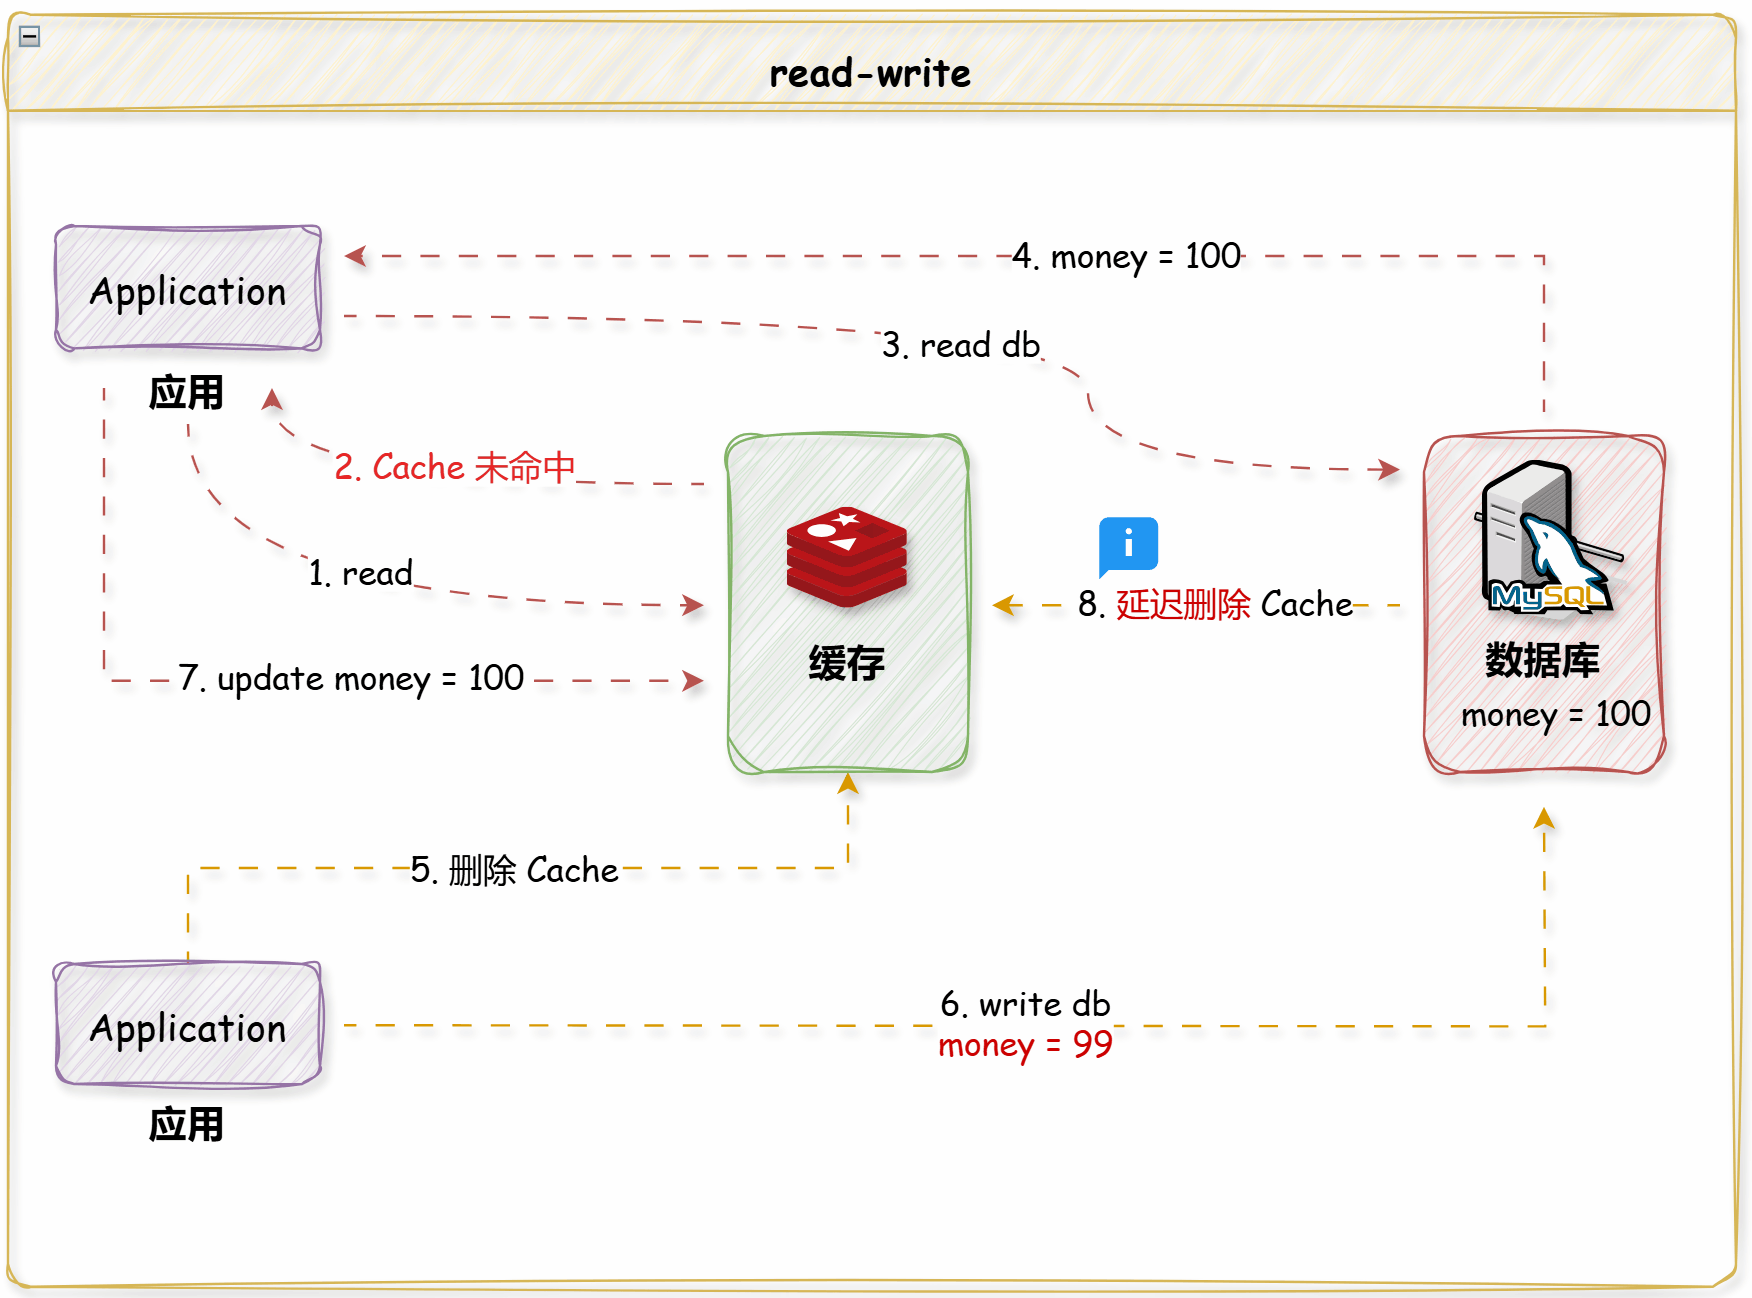 read-write
4. money = 100
Application
3. read db
应用
2. Cache 未命中
1. read
8. 延迟删除 Cache
MySQL
缓存
数据库
7. update money = 100
money = 100
5. 删除 Cache
6. write db
money = 99
Application
应用